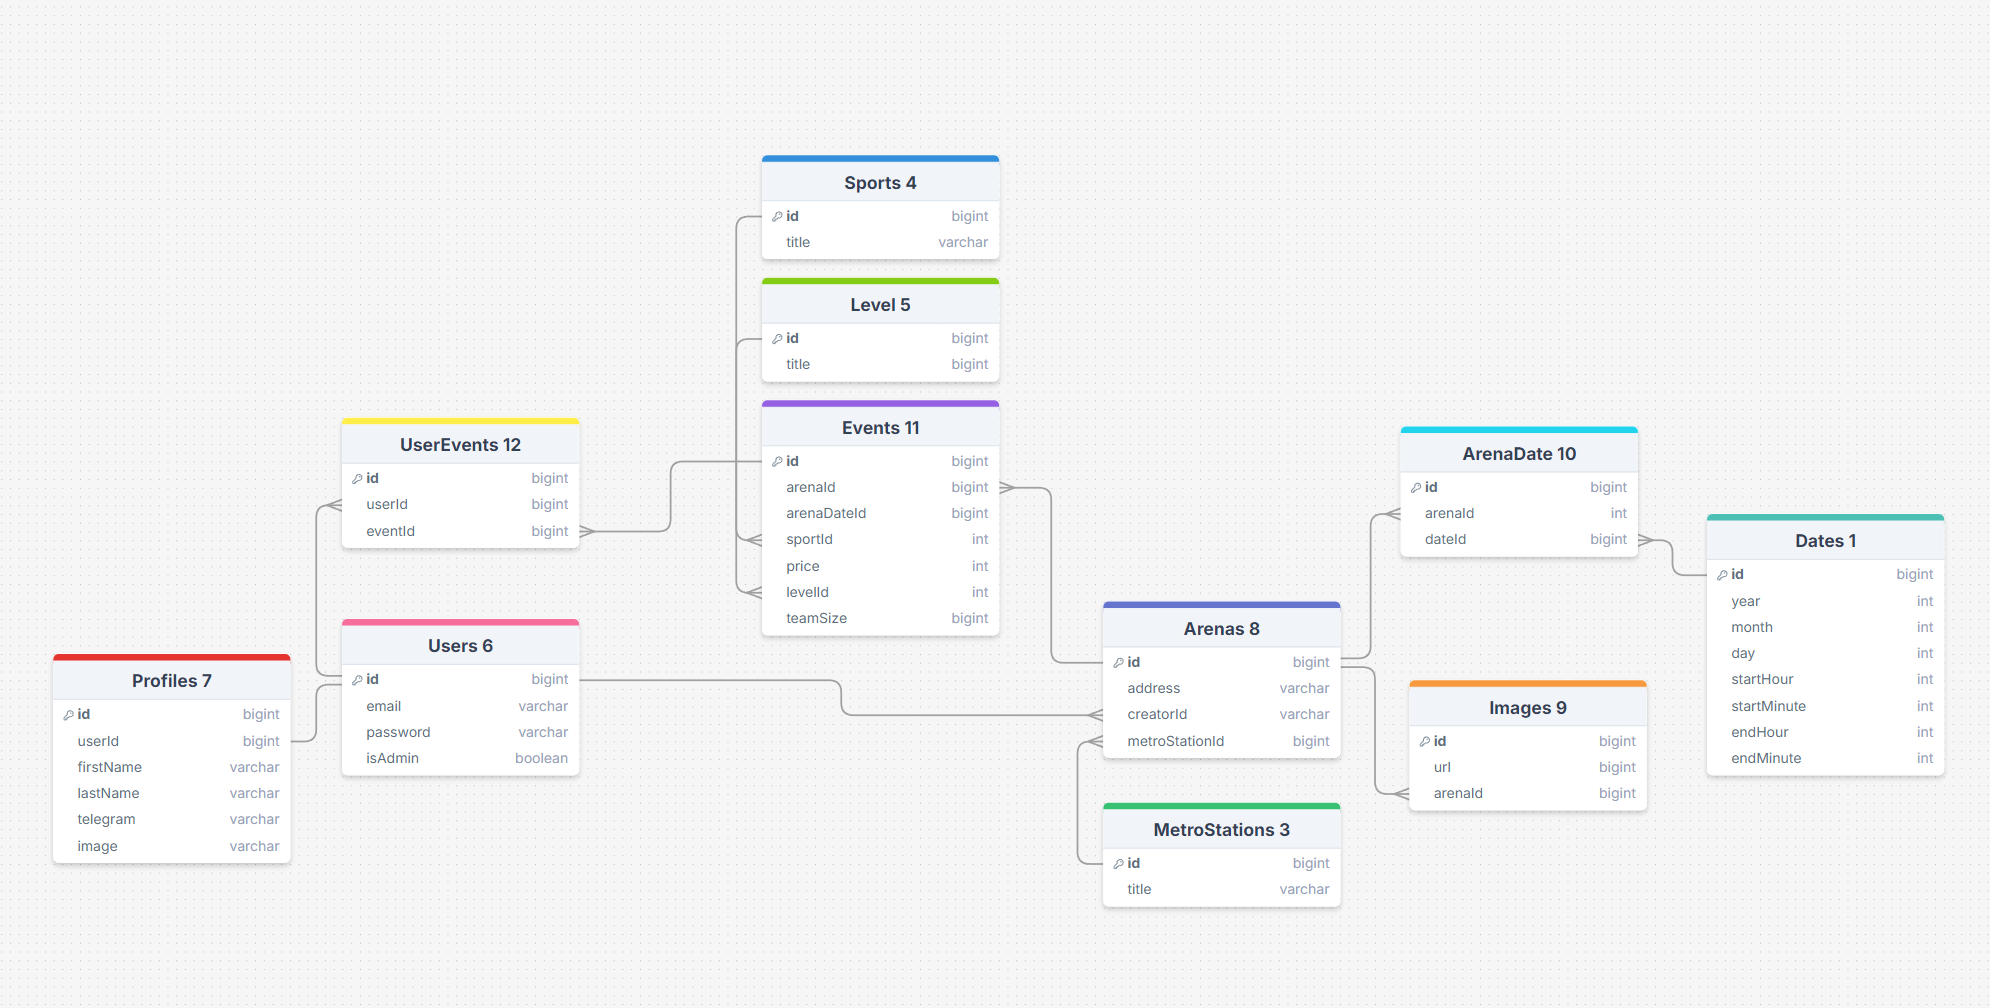 Sports 4
id bigint
title varchar
Level 5
id bigint
title bigint
Events 11
id bigint
arenaId bigint
arenaDateId bigint
sportId int
price int
levelId int
teamSize bigint
UserEvents 12
id bigint
userId bigint
eventId bigint
Users 6
id bigint
email varchar
password varchar
isAdmin boolean
Profiles 7
id bigint
userId bigint
firstName varchar
lastName varchar
telegram varchar
image varchar
Arenas 8
id bigint
address varchar
creatorId varchar
metroStationId bigint
MetroStations 3
id bigint
title varchar
ArenaDate 10
id bigint
arenaId int
dateId bigint
Images 9
id bigint
url bigint
arenaId bigint
Dates 1
id bigint
year int
month int
day int
startHour int
startMinute int
endHour int
endMinute int